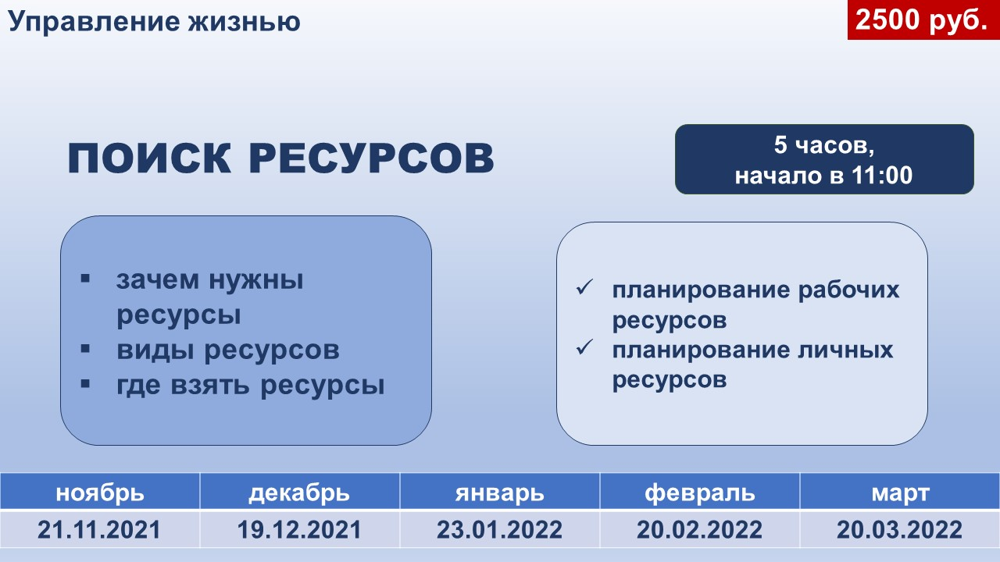 Управление жизнью
2500 руб.
ПОИСК РЕСУРСОВ
5 часов,
начало в 11:00
▪ зачем нужны
ресурсы
▪ виды ресурсов
▪ где взять ресурсы
✓ планирование рабочих
ресурсов
✓ планирование личных
ресурсов
ноябрь декабрь январь февраль март
21.11.2021 19.12.2021 23.01.2022 20.02.2022 20.03.2022